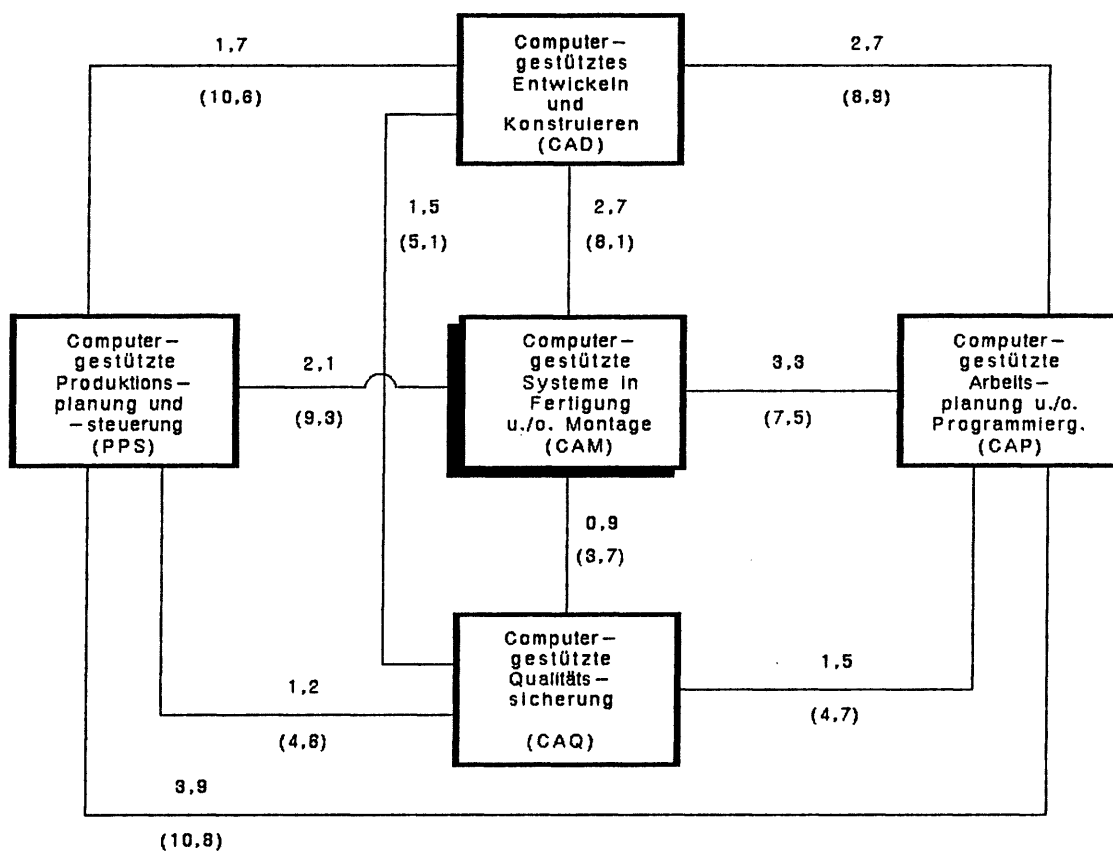 1,7
(10,6)
Computer—
gestütztes
Entwickeln
und
Konstruieren
(CAD)
2,7
(8,9)
1,5
(5,1)
2,7
(8,1)
Computer—
gestützte
Produktions—
planung und
—steuerung
(PPS)
2,1
(9,3)
Computer—
gestützte
Systeme in
Fertigung
u./o. Montage
(CAM)
3,3
(7,5)
Computer—
gestützte
Arbeits—
planung u./o.
Programmierg.
(CAP)
0,9
(3,7)
Computer—
gestützte
Qualitäts—
sicherung
(CAQ)
1,2
(4,6)
1,5
(4,7)
3,9
(10,8)